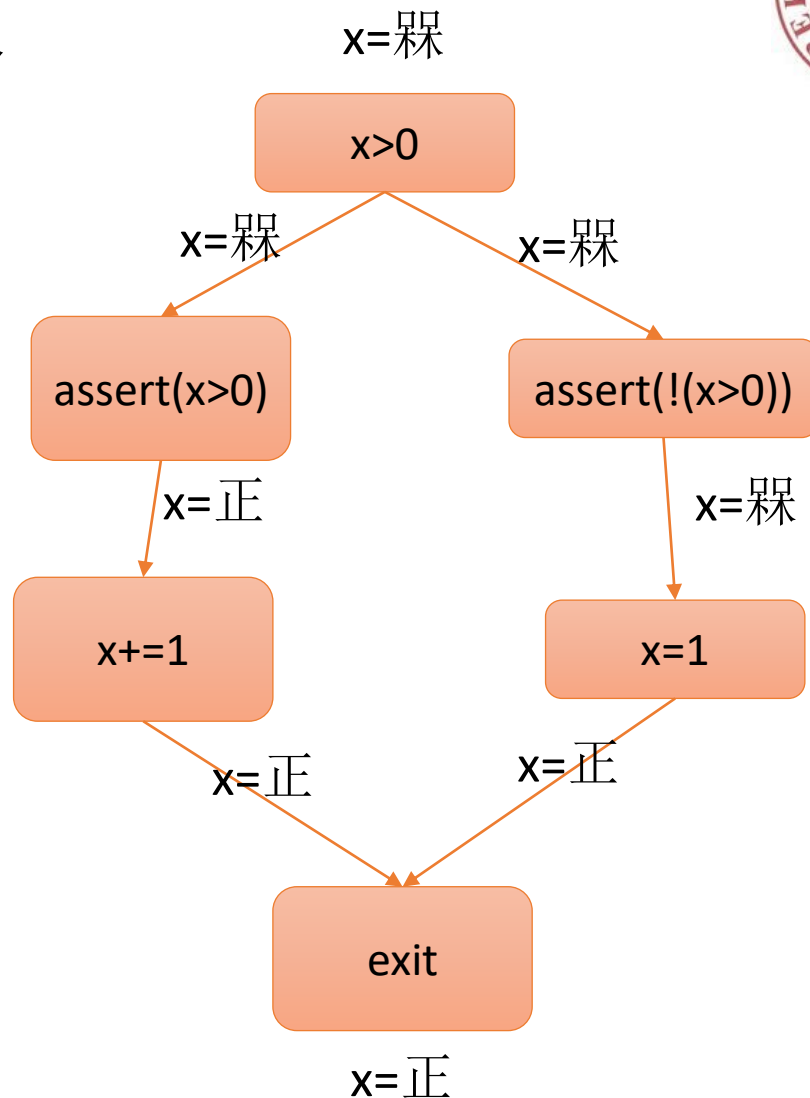 x=槑
x>0
x=槑
x=槑
assert(x>0)
assert(!(x>0))
x=正
x=槑
x+=1
x=1
x=正
x=正
exit
x=正